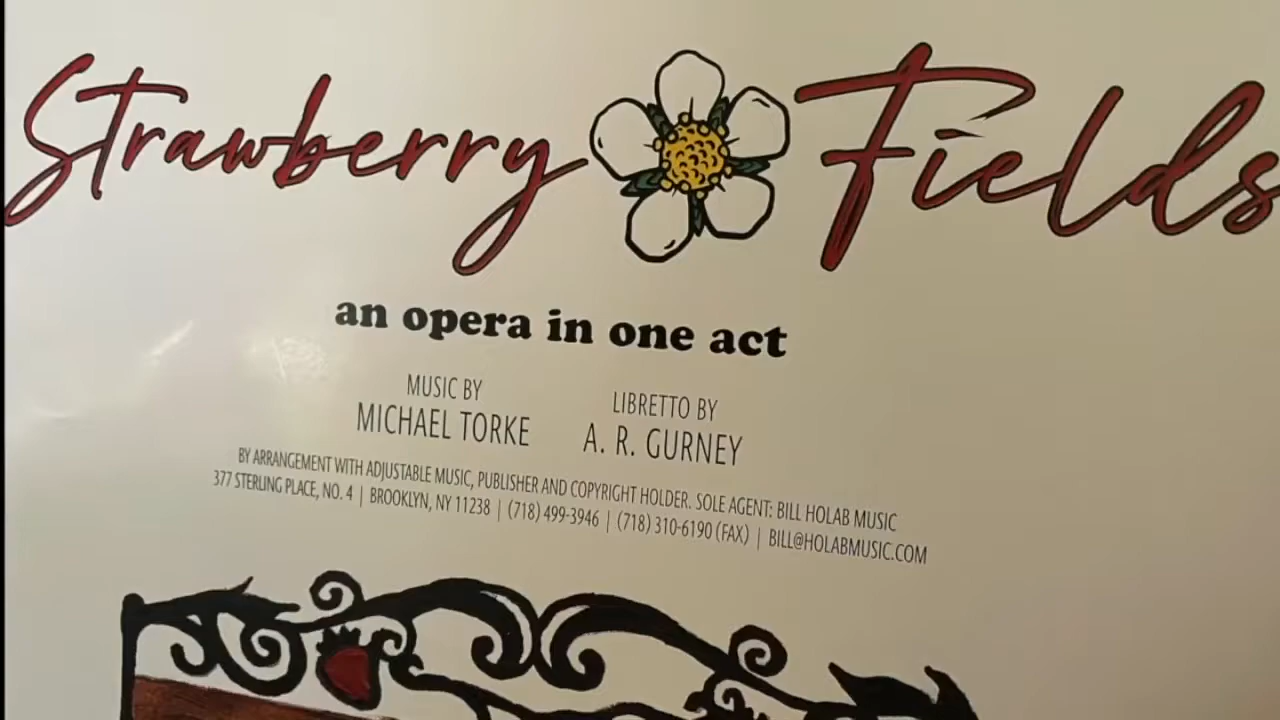 Strawberry Fields
an opera in one act
MUSIC BY
MICHAEL TORKE
LIBRETTO BY
A. R. GURNEY
BY ARRANGEMENT WITH ADJUSTABLE MUSIC, PUBLISHER AND COPYRIGHT HOLDER. SOLE AGENT: BILL HOLAB MUSIC
377 STERLING PLACE, NO. 4 | BROOKLYN, NY 11238 | (718) 499-3946 | (718) 310-6190 (FAX) | BILL@HOLABMUSIC.COM